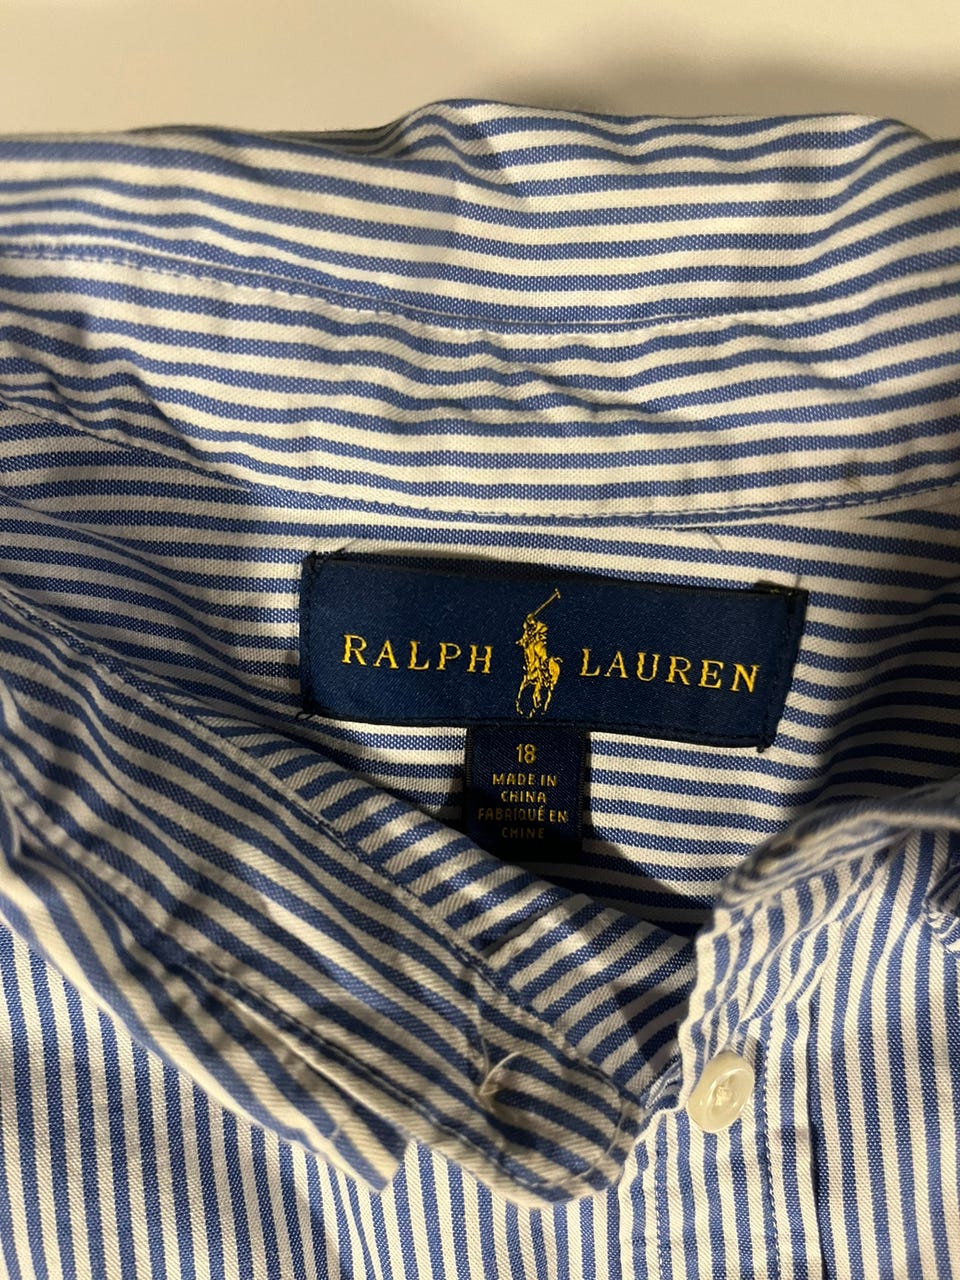 RALPH LAUREN
18
MADE IN
CHINA
FABRIQUÉ EN
CHINE